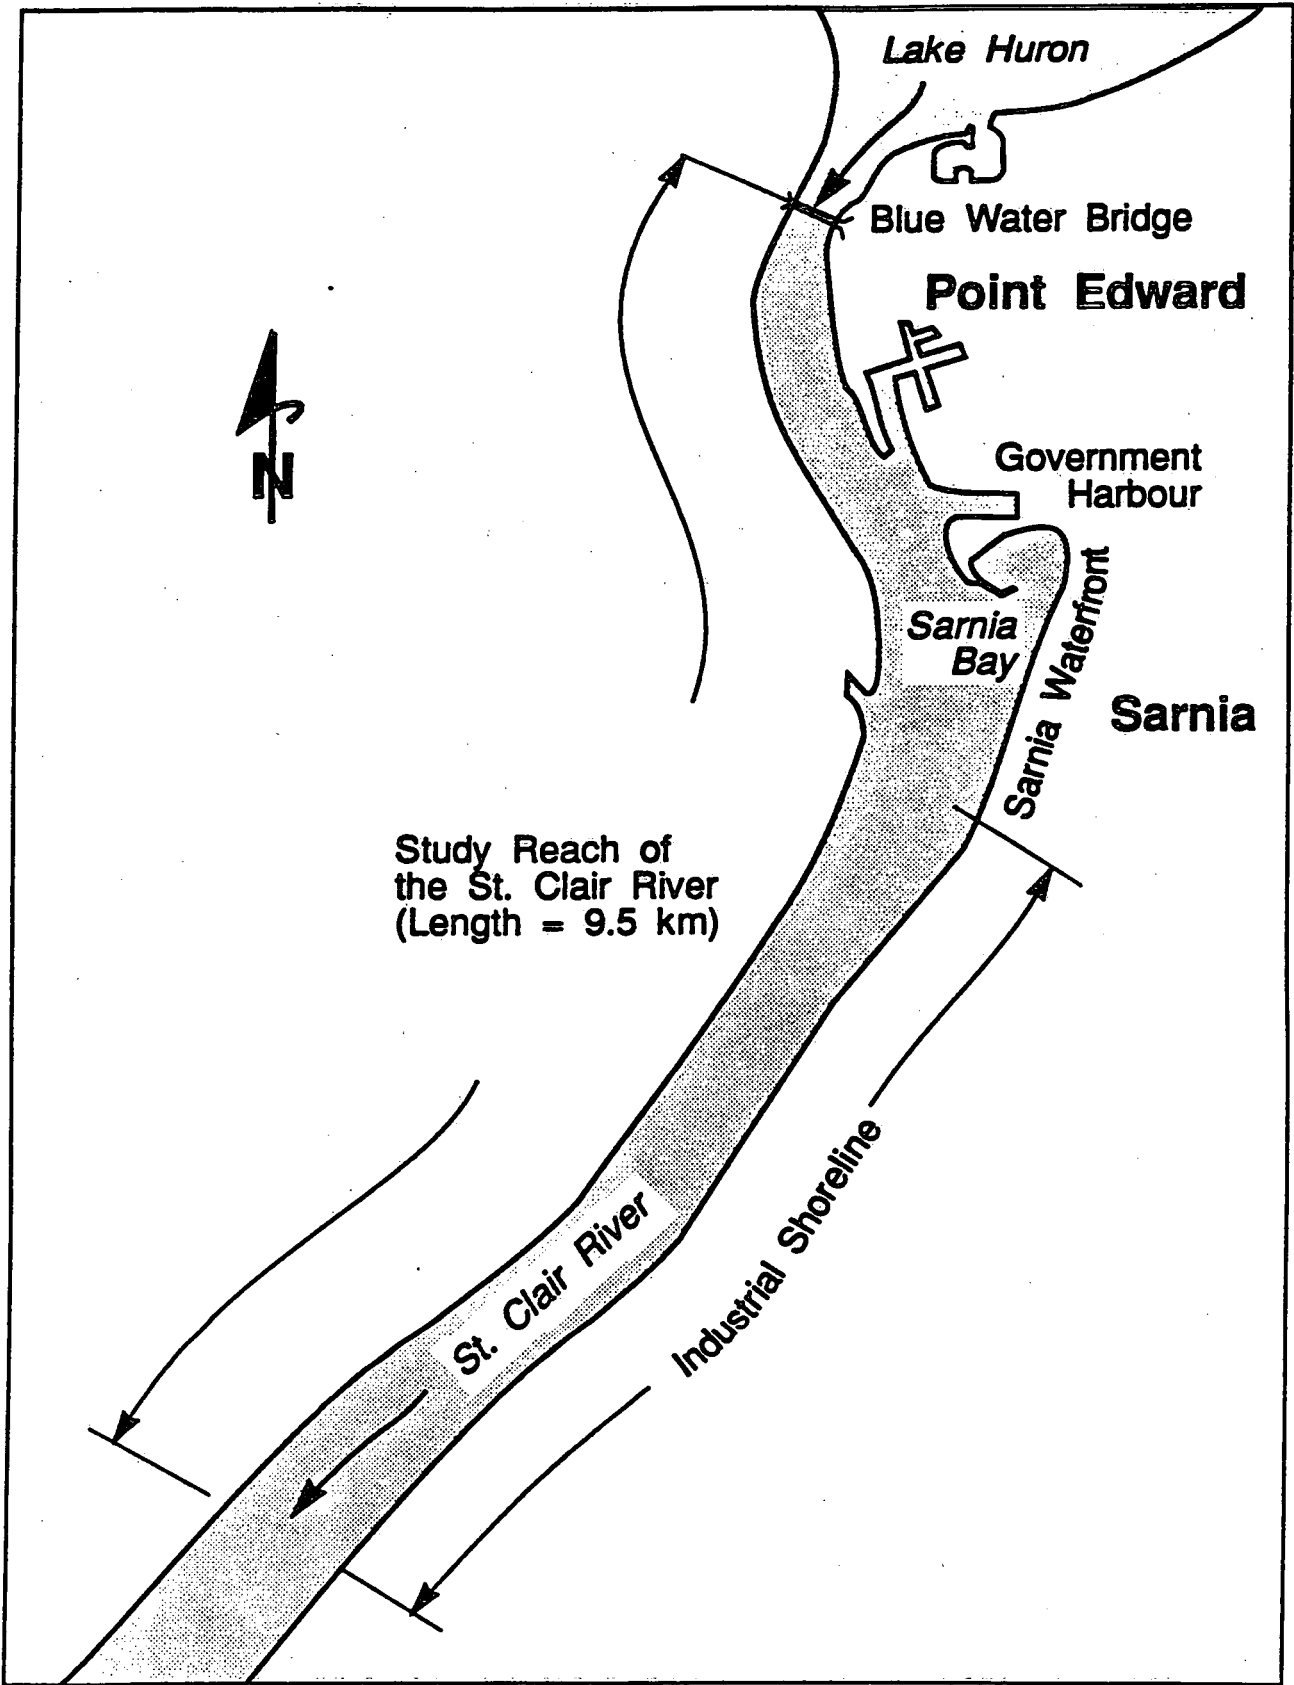 Lake Huron
Blue Water Bridge
Point Edward
N
Government
Harbour
Sarnia
Bay
Sarnia Waterfront
Sarnia
Study Reach of
the St. Clair River
(Length = 9.5 km)
Industrial Shoreline
St. Clair River